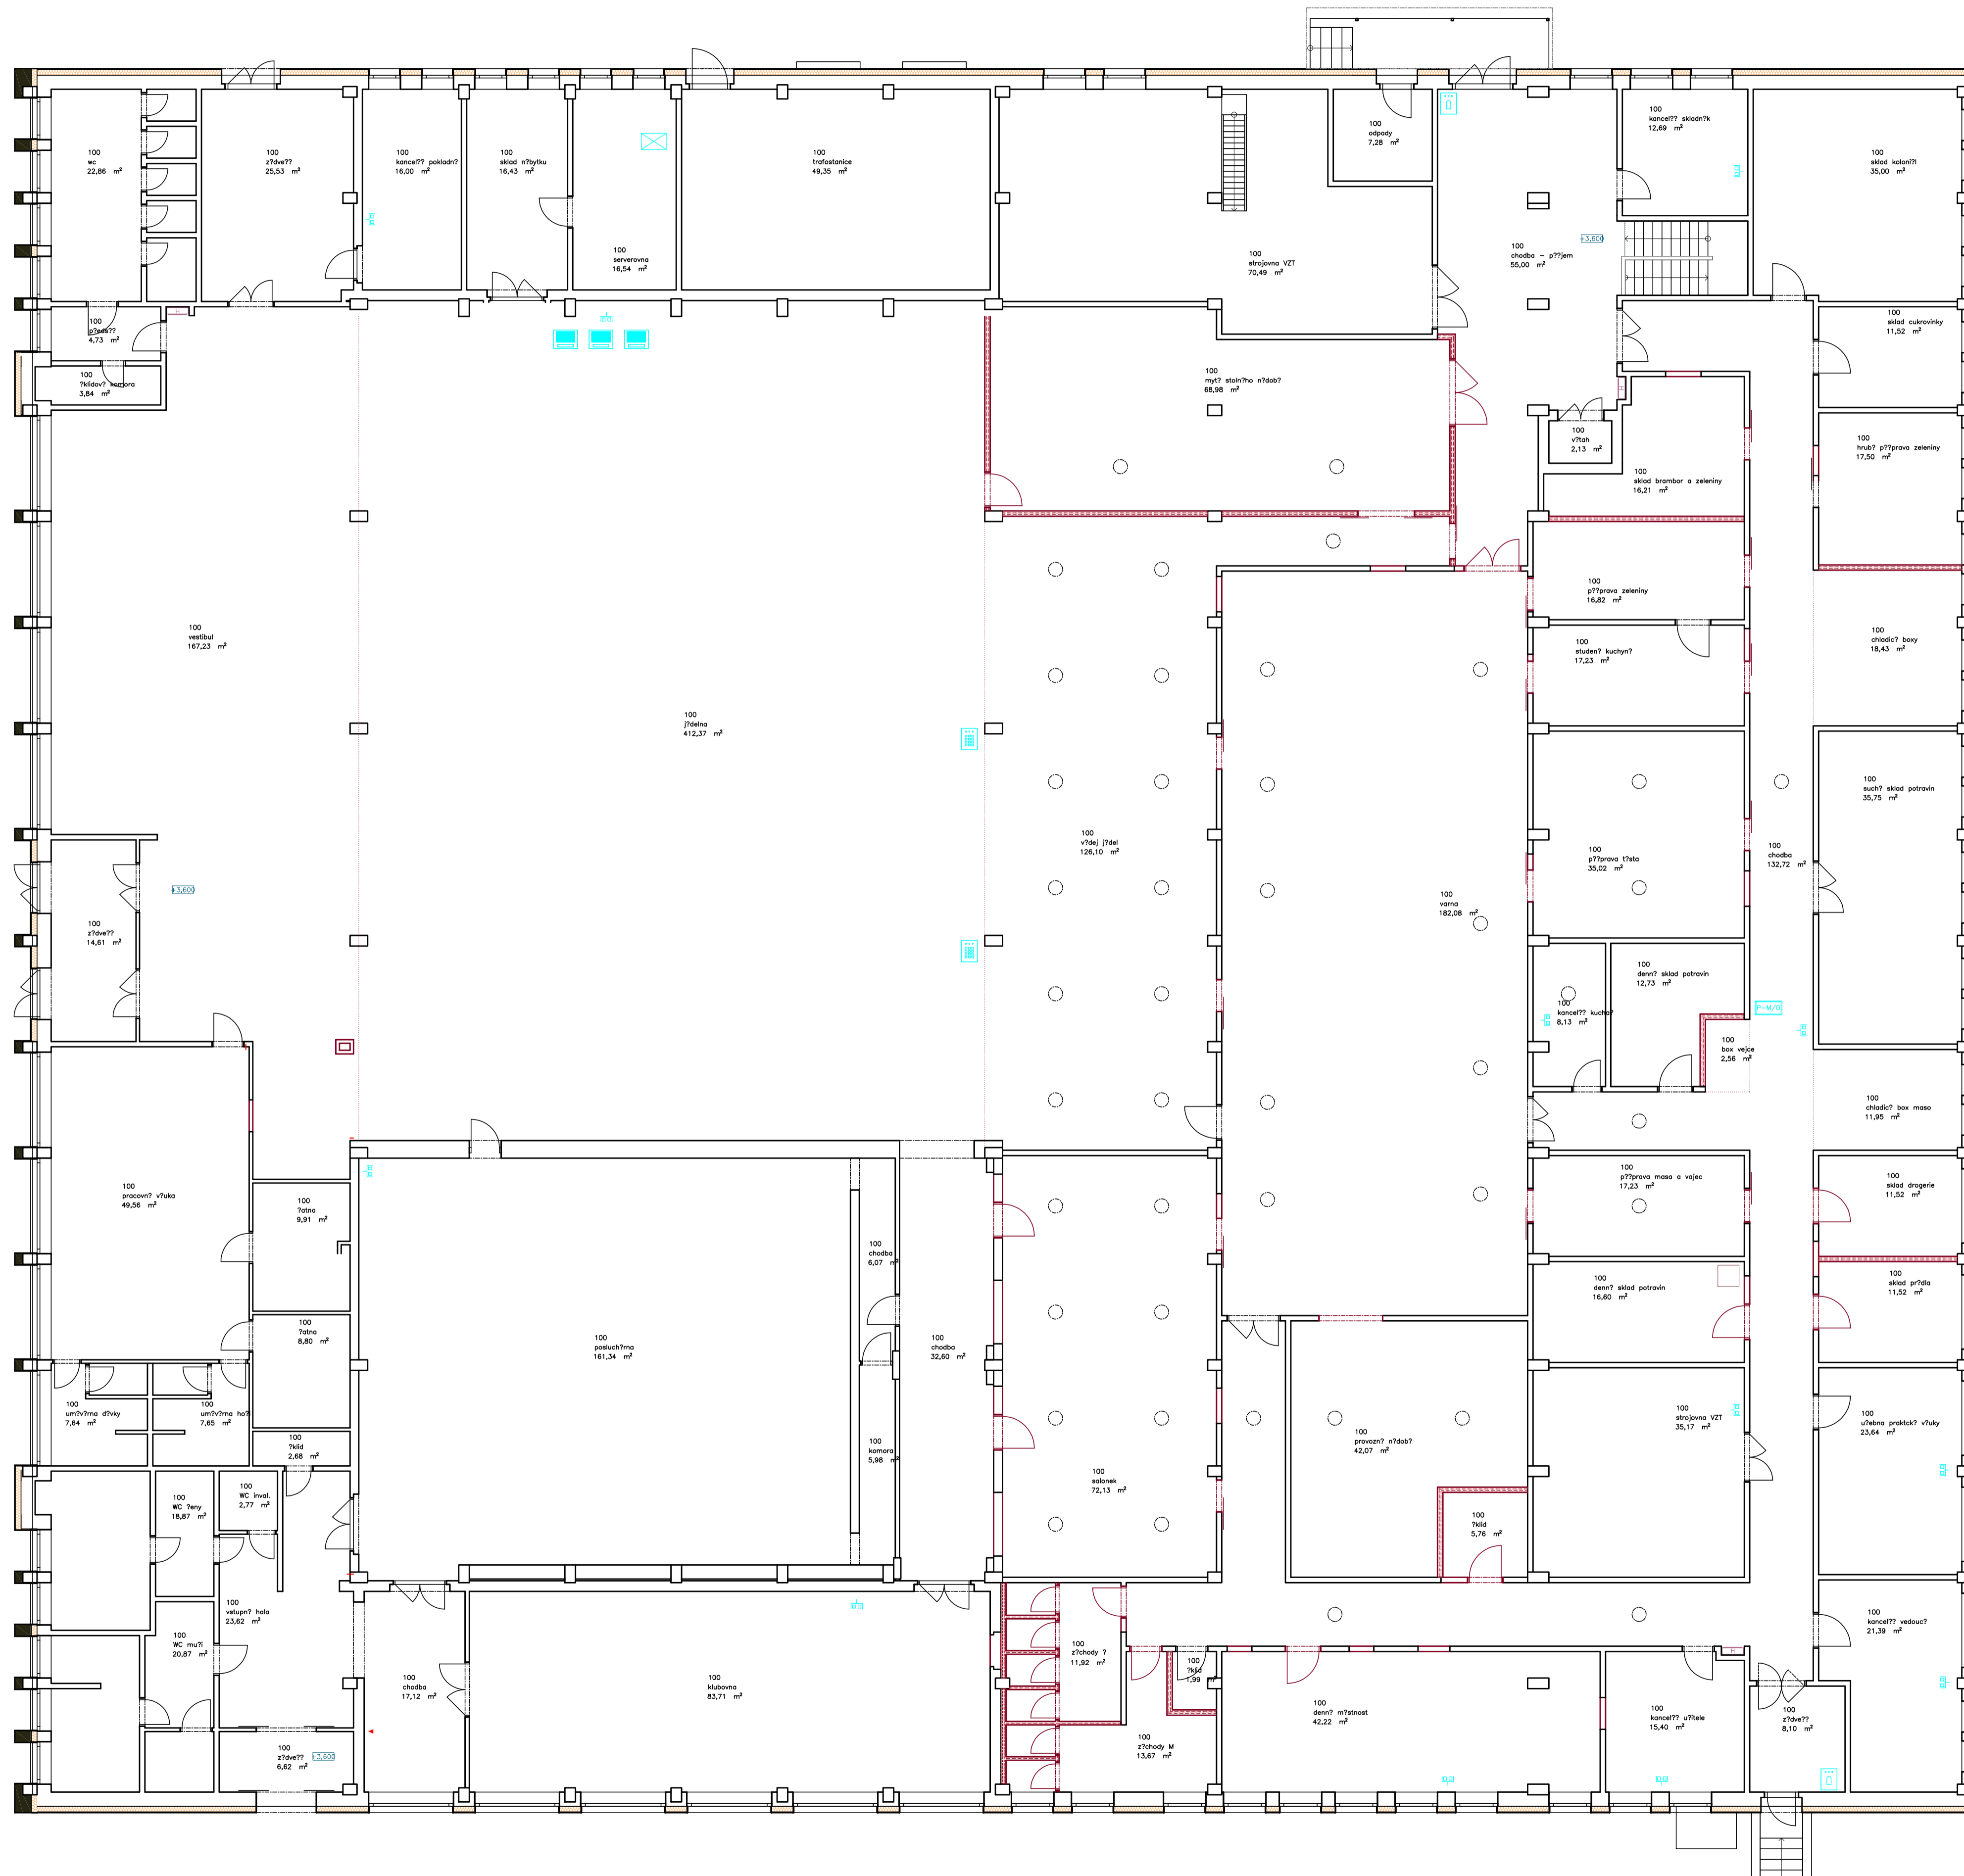 100
wc
22,86 m²
100
z?dve??
25,53 m²
100
kancel?? pokladn?
16,00 m²
100
sklad n?bytku
16,43 m²
100
serverovna
16,54 m²
100
trafostanice
49,35 m²
100
strojovna VZT
70,49 m²
100
odpady
7,28 m²
100
chodba - p??jem
55,00 m²
+3,600
100
kancel?? skladn?k
12,69 m²
100
sklad koloni?l
35,00 m²
100
p?eds??
4,73 m²
H
100
?klidov? komora
3,84 m²
100
myt? stoln?ho n?dob?
68,98 m²
H
100
v?tah
2,13 m²
100
sklad brambor a zeleniny
16,21 m²
100
sklad cukrovinky
11,52 m²
100
hrub? p??prava zeleniny
17,50 m²
100
vestibul
167,23 m²
100
j?delna
412,37 m²
100
p??prava zeleniny
16,82 m²
100
studen? kuchyn?
17,23 m²
100
chladic? boxy
18,43 m²
100
v?dej j?del
126,10 m²
100
varna
182,08 m²
100
p??prava t?sta
35,02 m²
100
chodba
132,72 m²
100
such? sklad potravin
35,75 m²
+3,600
100
z?dve??
14,61 m²
100
kancel?? kucha?
8,13 m²
100
denn? sklad potravin
12,73 m²
P-M/O
100
box vejce
2,56 m²
100
chladic? box maso
11,95 m²
100
pracovn? v?uka
49,56 m²
100
?atna
9,91 m²
100
chodba
6,07 m²
100
p??prava masa a vajec
17,23 m²
100
sklad drogerie
11,52 m²
100
?atna
8,80 m²
100
posluch?rna
161,34 m²
100
chodba
32,60 m²
100
denn? sklad potravin
16,60 m²
100
sklad pr?dla
11,52 m²
100
um?v?rna d?vky
7,64 m²
100
um?v?rna ho?i
7,65 m²
100
?klid
2,68 m²
100
komora
5,98 m²
100
salonek
72,13 m²
100
provozn? n?dob?
42,07 m²
100
strojovna VZT
35,17 m²
100
u?ebna praktck? v?uky
23,64 m²
100
WC ?eny
18,87 m²
100
WC inval.
2,77 m²
100
?klid
5,76 m²
100
vstupn? hala
23,62 m²
100
WC mu?i
20,87 m²
100
z?dve??
6,62 m²
+3,600
100
chodba
17,12 m²
100
klubovna
83,71 m²
100
z?chody ?
11,92 m²
100
?klid
1,99 m²
100
z?chody M
13,67 m²
100
denn? m?stnost
42,22 m²
H
100
kancel?? u?itele
15,40 m²
100
z?dve??
8,10 m²
100
kancel?? vedouc?
21,39 m²